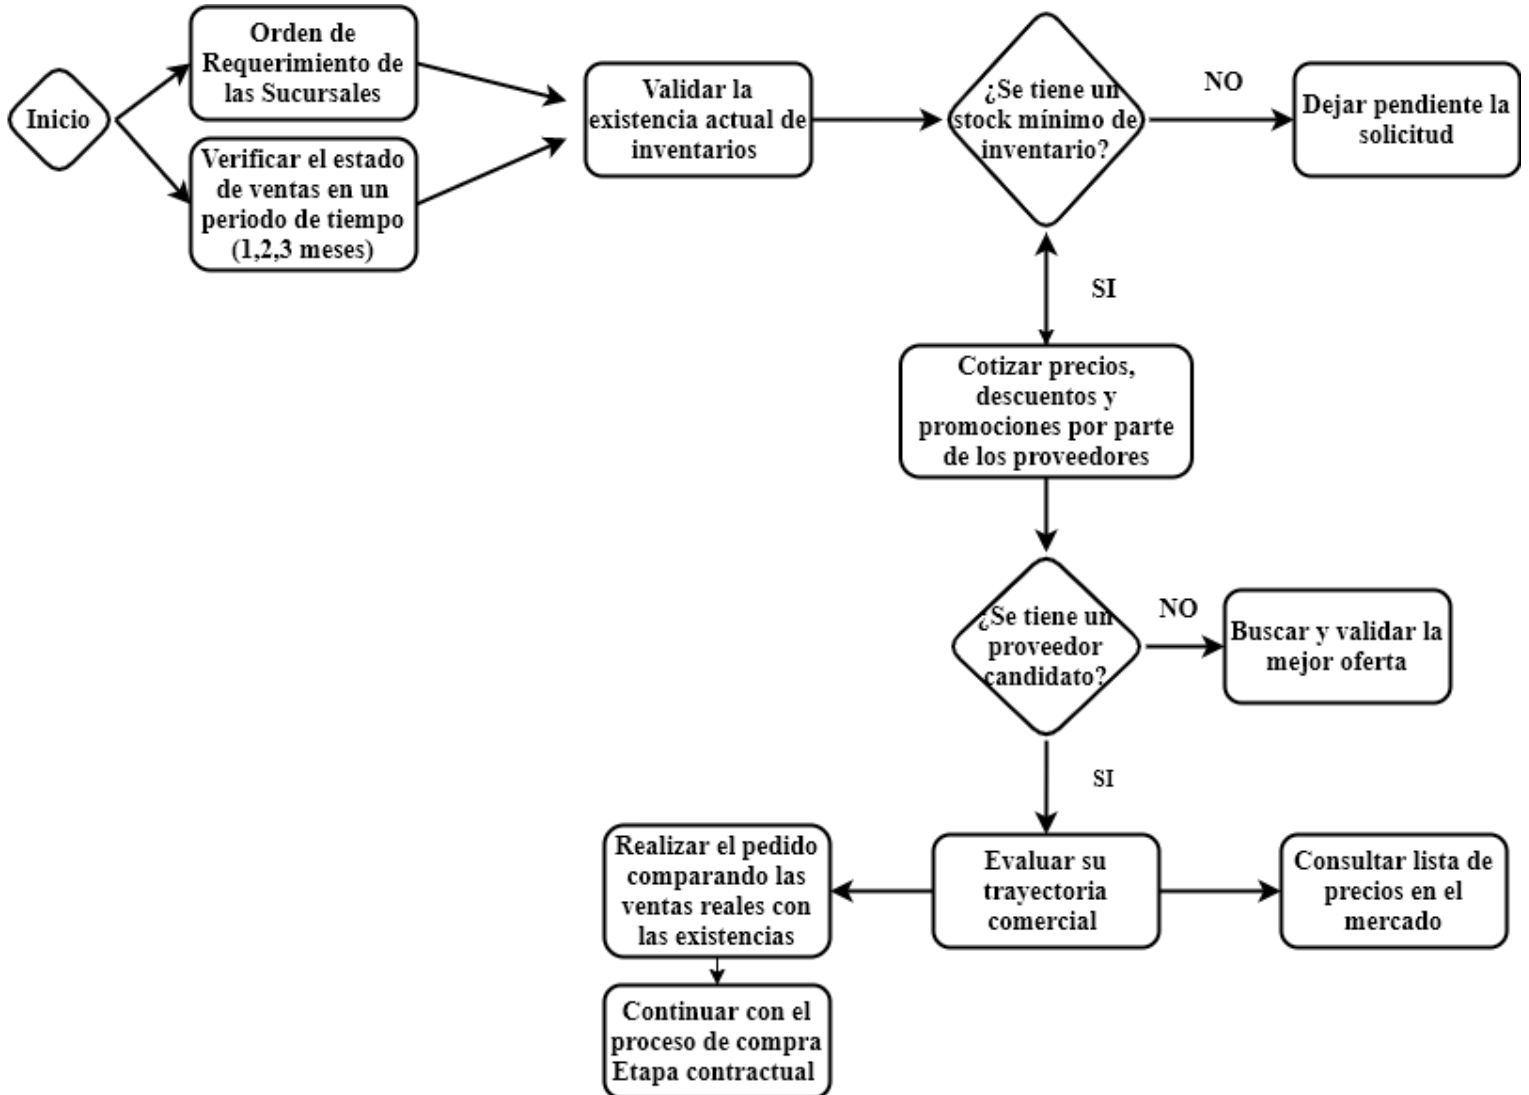 Inicio
Orden de
Requerimiento de
las Sucursales
Verificar el estado
de ventas en un
periodo de tiempo
(1,2,3 meses)
Validar la
existencia actual de
inventarios
¿Se tiene un
stock mínimo de
inventario?
NO
Dejar pendiente la
solicitud
SI
Cotizar precios,
descuentos y
promociones por parte
de los proveedores
¿Se tiene un
proveedor
candidato?
NO
Buscar y validar la
mejor oferta
SI
Realizar el pedido
comparando las
ventas reales con
las existencias
Evaluar su
trayectoria
comercial
Consultar lista de
precios en el
mercado
Continuar con el
proceso de compra
Etapa contractual